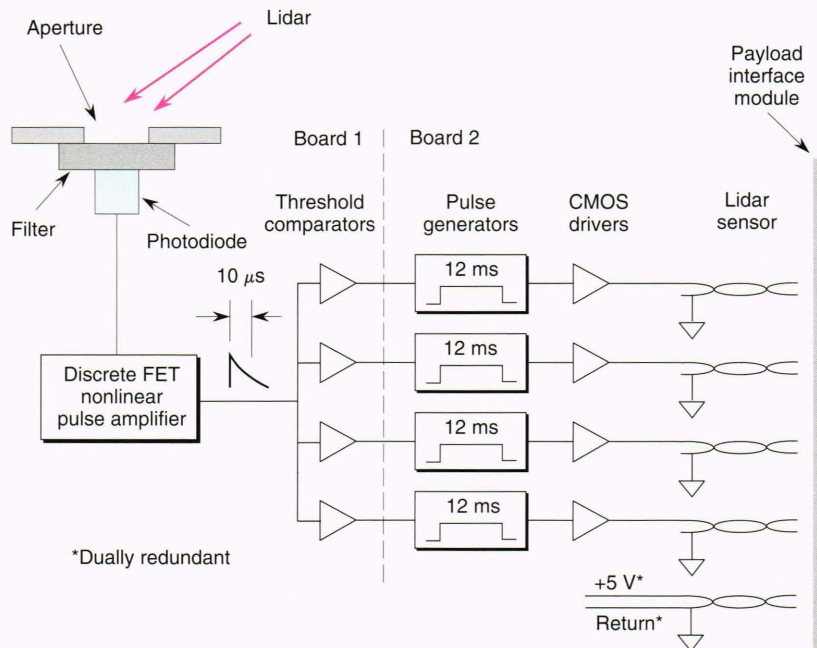 Aperture
Lidar
Payload
interface
module
Board 1
Board 2
Filter
Photodiode
Threshold
comparators
Pulse
generators
CMOS
drivers
Lidar
sensor
10 μs
12 ms
12 ms
12 ms
12 ms
Discrete FET
nonlinear
pulse amplifier
*Dually redundant
+5 V*
Return*